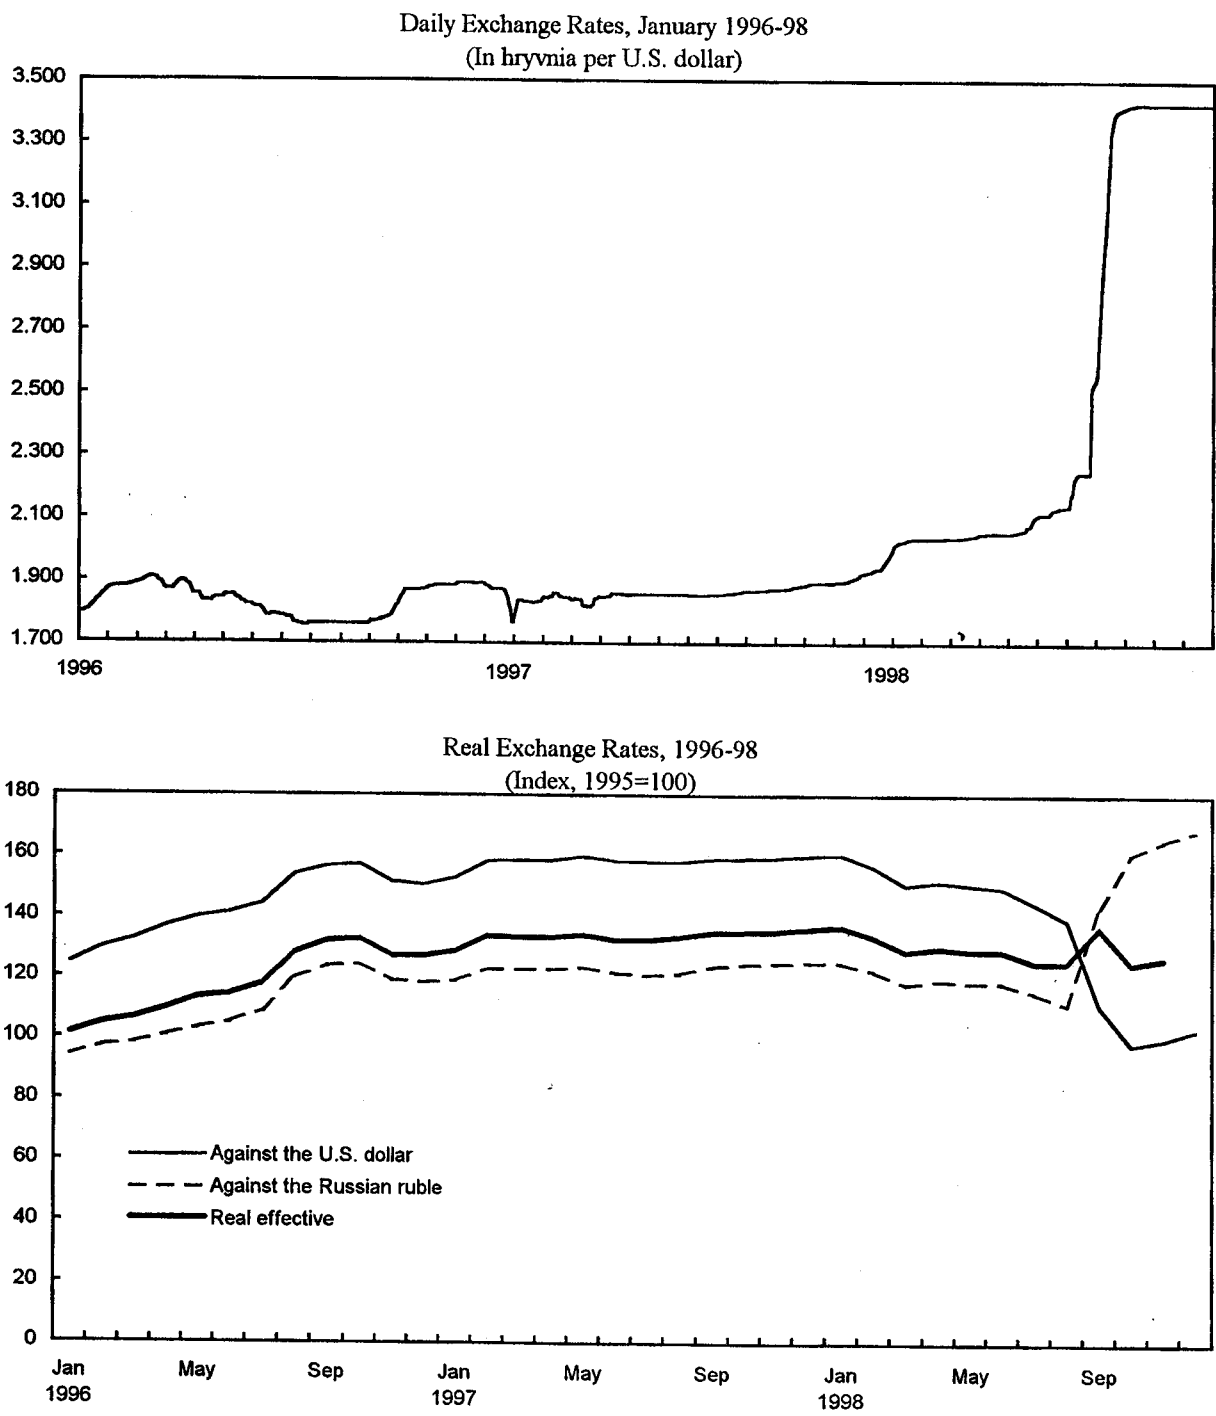 Daily Exchange Rates, January 1996-98
(In hryvnia per U.S. dollar)
3.500
3.300
3.100
2.900
2.700
2.500
2.300
2.100
1.900
1.700
1996 1997 1998
Real Exchange Rates, 1996-98
(Index, 1995=100)
180
160
140
120
100
80
60
40
20
0
Against the U.S. dollar
Against the Russian ruble
Real effective
Jan May Sep Jan May Sep Jan May Sep
1996 1997 1998